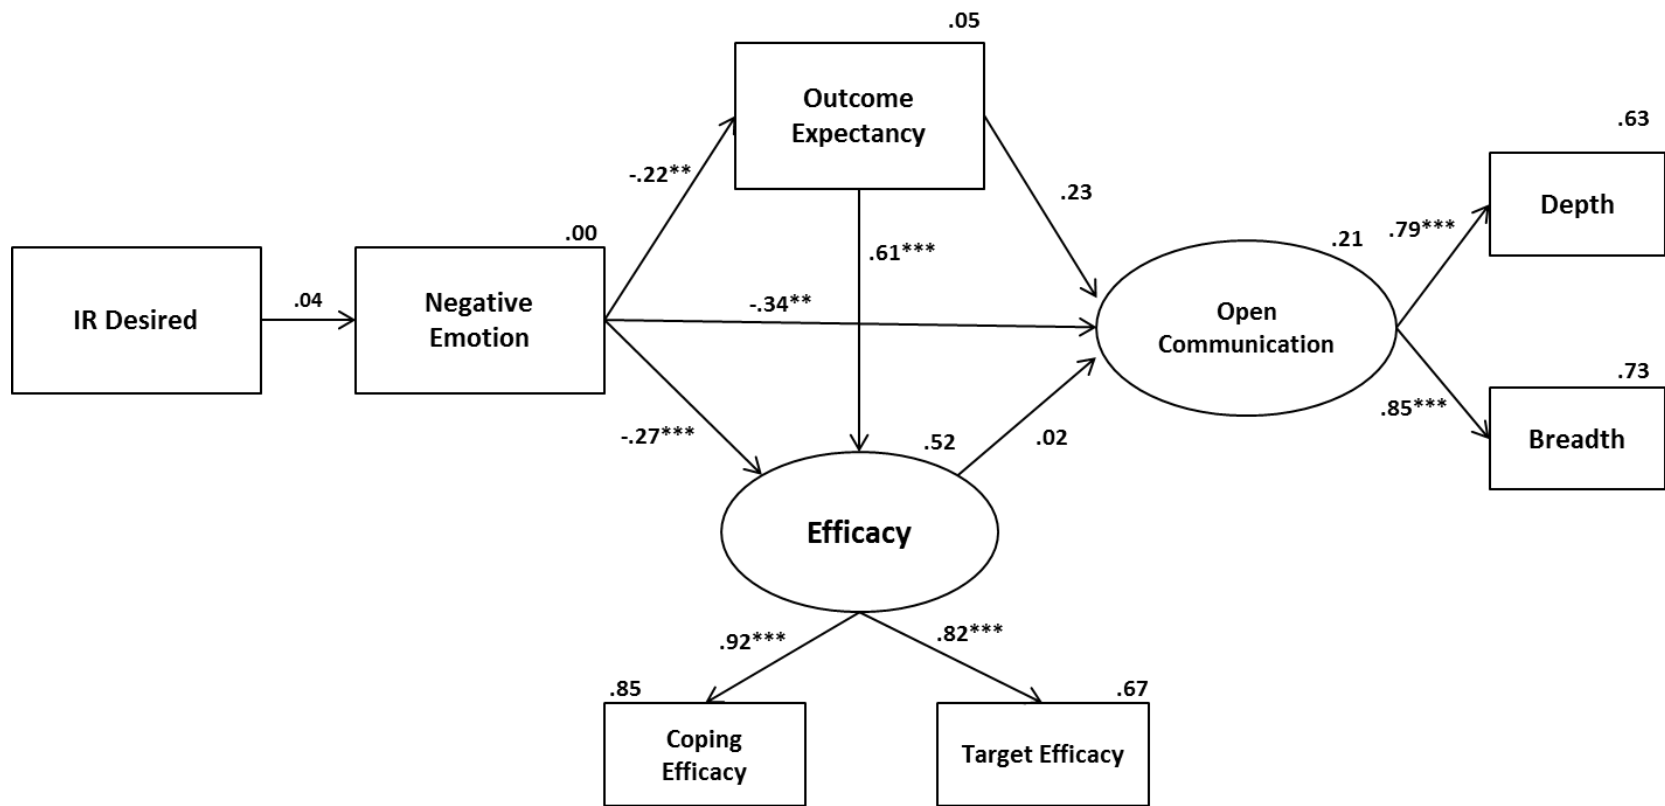 .05
Outcome
Expectancy
.63
Depth
-.22**
.23
.79***
.00
.21
.61***
IR Desired
.04
Negative
Emotion
-.34**
Open
Communication
.73
.85***
Breadth
-.27***
.52
.02
Efficacy
.92***
.82***
.85
.67
Coping
Efficacy
Target Efficacy